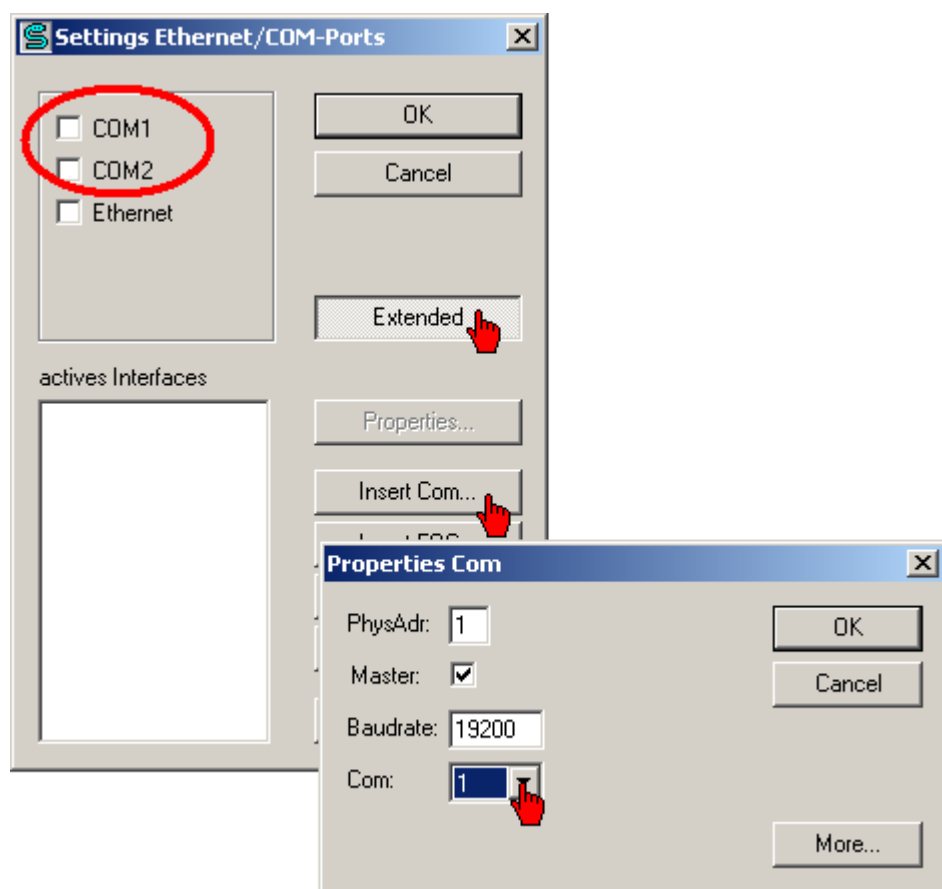 Settings Ethernet/COM-Ports
COM1
COM2
Ethernet
OK
Cancel
Extended
actives Interfaces
Properties...
Insert Com...
Properties Com
PhysAdr: 1
Master:
Baudrate: 19200
Com: 1
OK
Cancel
More...